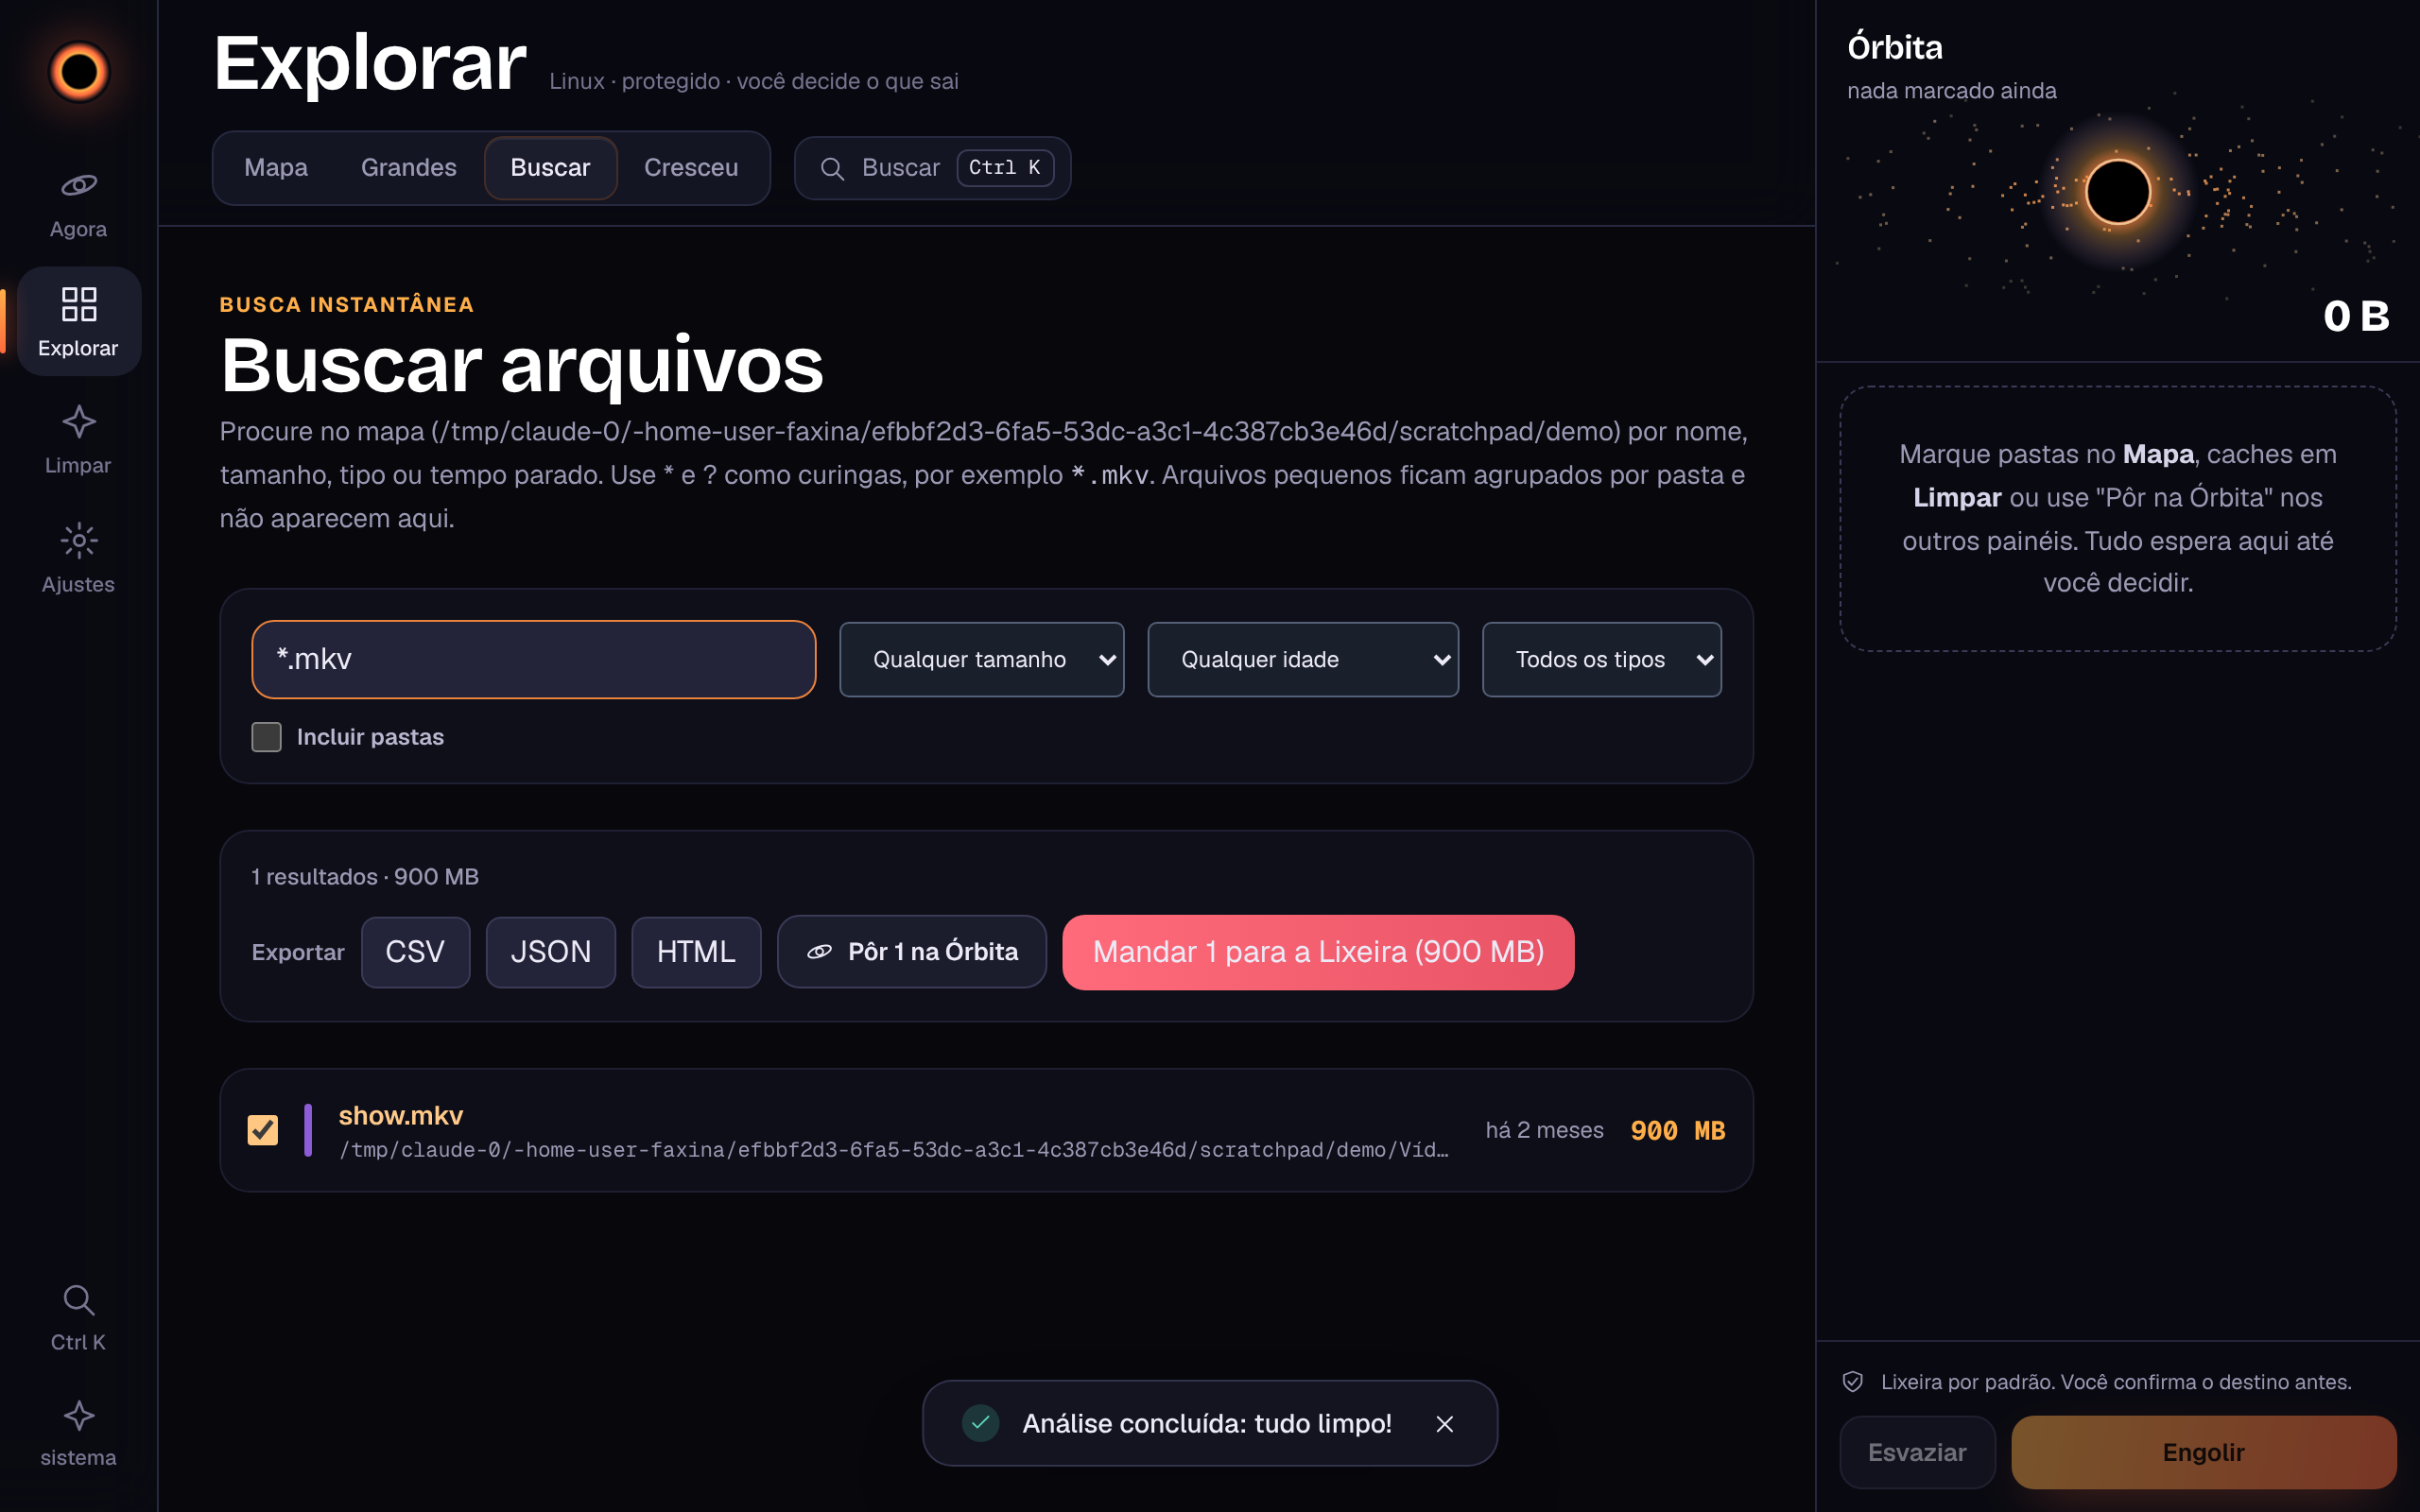 Explorar Linux · protegido · você decide o que sai
Mapa Grandes Buscar Cresceu Buscar Ctrl K
Agora
Explorar
Limpar
Ajustes
Ctrl K
sistema
BUSCA INSTANTÂNEA
Buscar arquivos
Procure no mapa (/tmp/claude-0/-home-user-faxina/efbbf2d3-6fa5-53dc-a3c1-4c387cb3e46d/scratchpad/demo) por nome,
tamanho, tipo ou tempo parado. Use * e ? como curingas, por exemplo *.mkv. Arquivos pequenos ficam agrupados por pasta e
não aparecem aqui.
*.mkv Qualquer tamanho Qualquer idade Todos os tipos
Incluir pastas
1 resultados · 900 MB
Exportar CSV JSON HTML Pôr 1 na Órbita Mandar 1 para a Lixeira (900 MB)
show.mkv
/tmp/claude-0/-home-user-faxina/efbbf2d3-6fa5-53dc-a3c1-4c387cb3e46d/scratchpad/demo/Víd… há 2 meses 900 MB
Análise concluída: tudo limpo!
Órbita
nada marcado ainda
0 B
Marque pastas no Mapa, caches em
Limpar ou use "Pôr na Órbita" nos
outros painéis. Tudo espera aqui até
você decidir.
Lixeira por padrão. Você confirma o destino antes.
Esvaziar Engolir